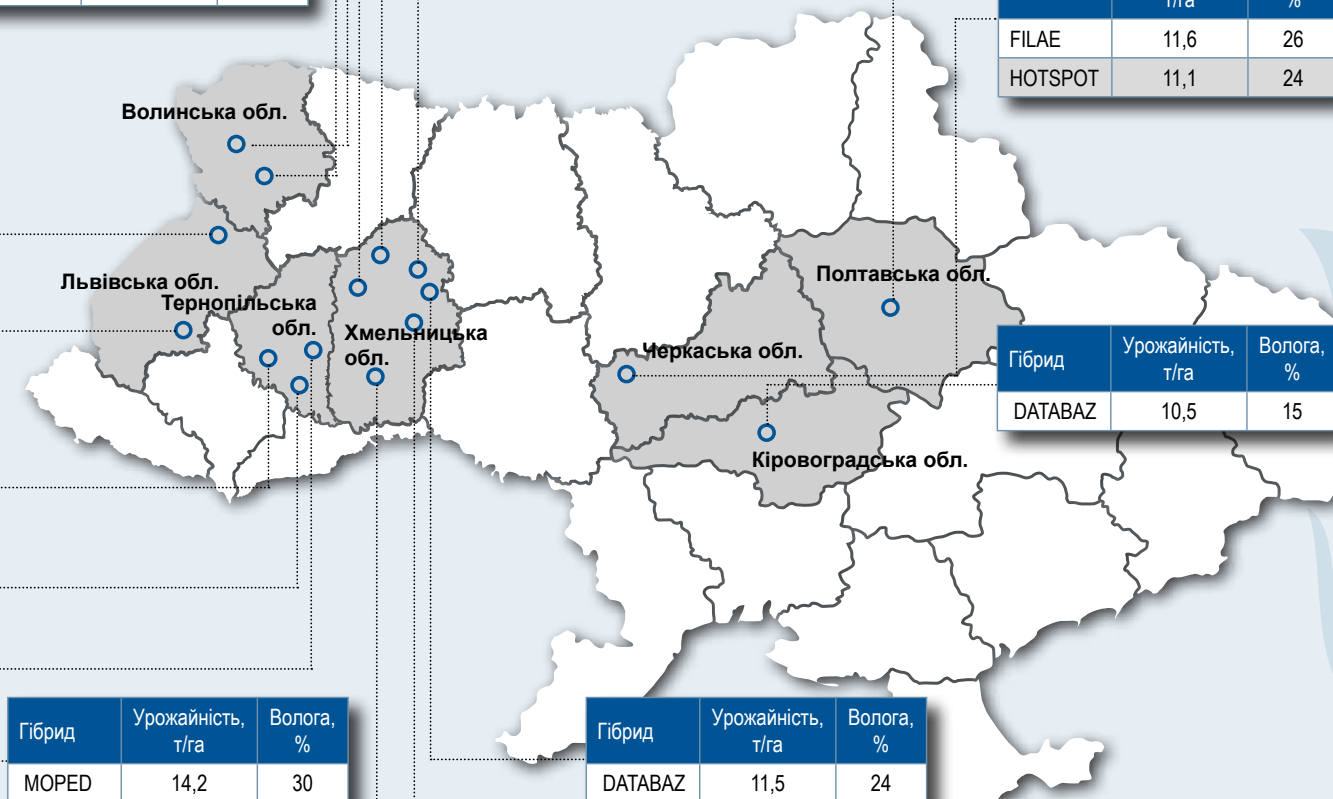 т/га %
FILAE 11,6 26
HOTSPOT 11,1 24
Волинська обл.
Львівська обл.
Тернопільська
обл.
Хмельницька
обл.
Полтавська обл.
Черкаська обл.
Кіровоградська обл.
Гібрид Урожайність, т/га Волога, %
DATABAZ 10,5 15
Гібрид Урожайність, т/га Волога, %
MOPED 14,2 30
Гібрид Урожайність, т/га Волога, %
DATABAZ 11,5 24